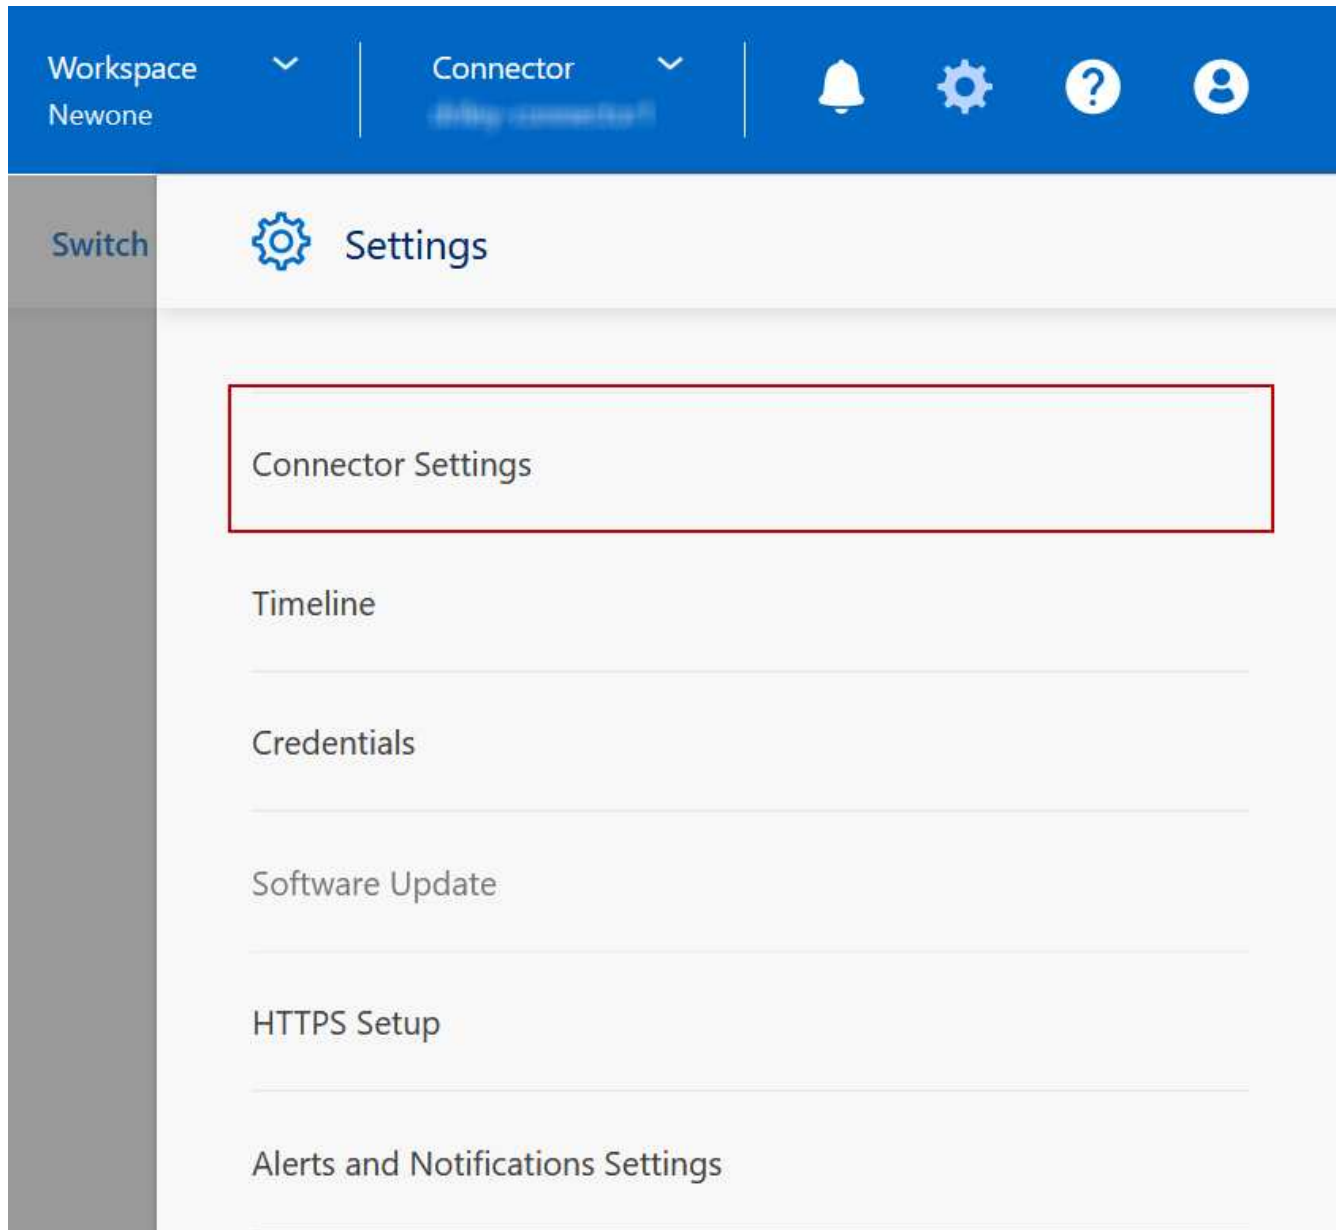 Workspace
Newone
Connector
Switch
Settings
Connector Settings
Timeline
Credentials
Software Update
HTTPS Setup
Alerts and Notifications Settings